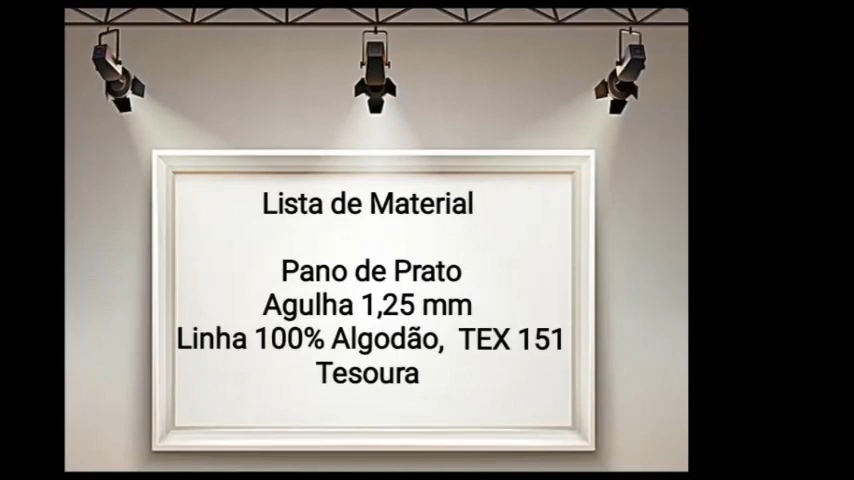 Lista de Material
Pano de Prato
Agulha 1,25 mm
Linha 100% Algodão, TEX 151
Tesoura